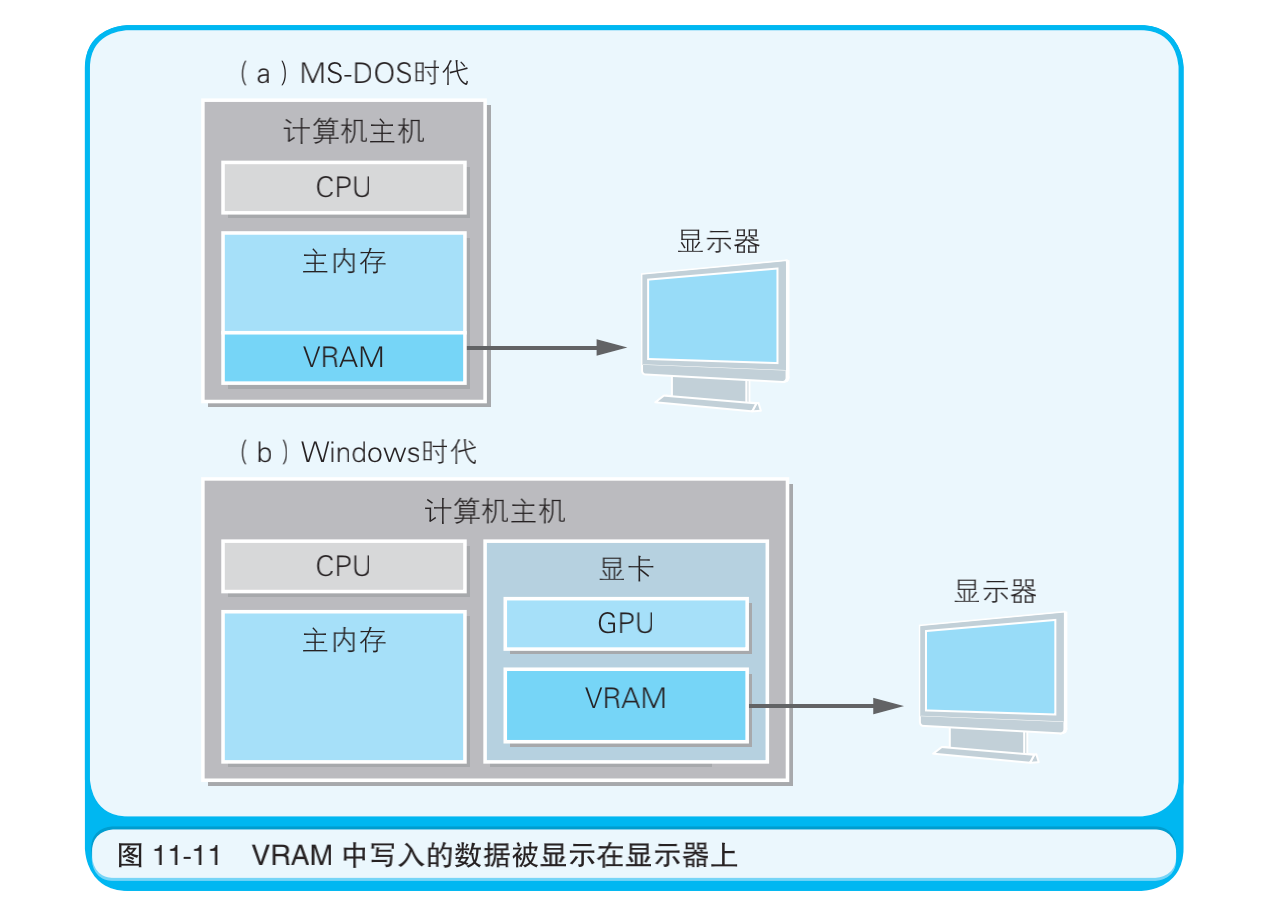 （a）MS-DOS时代
计算机主机
CPU
主内存
VRAM
显示器
（b）Windows时代
计算机主机
CPU
主内存
显卡
GPU
VRAM
显示器
图 11-11 VRAM 中写入的数据被显示在显示器上